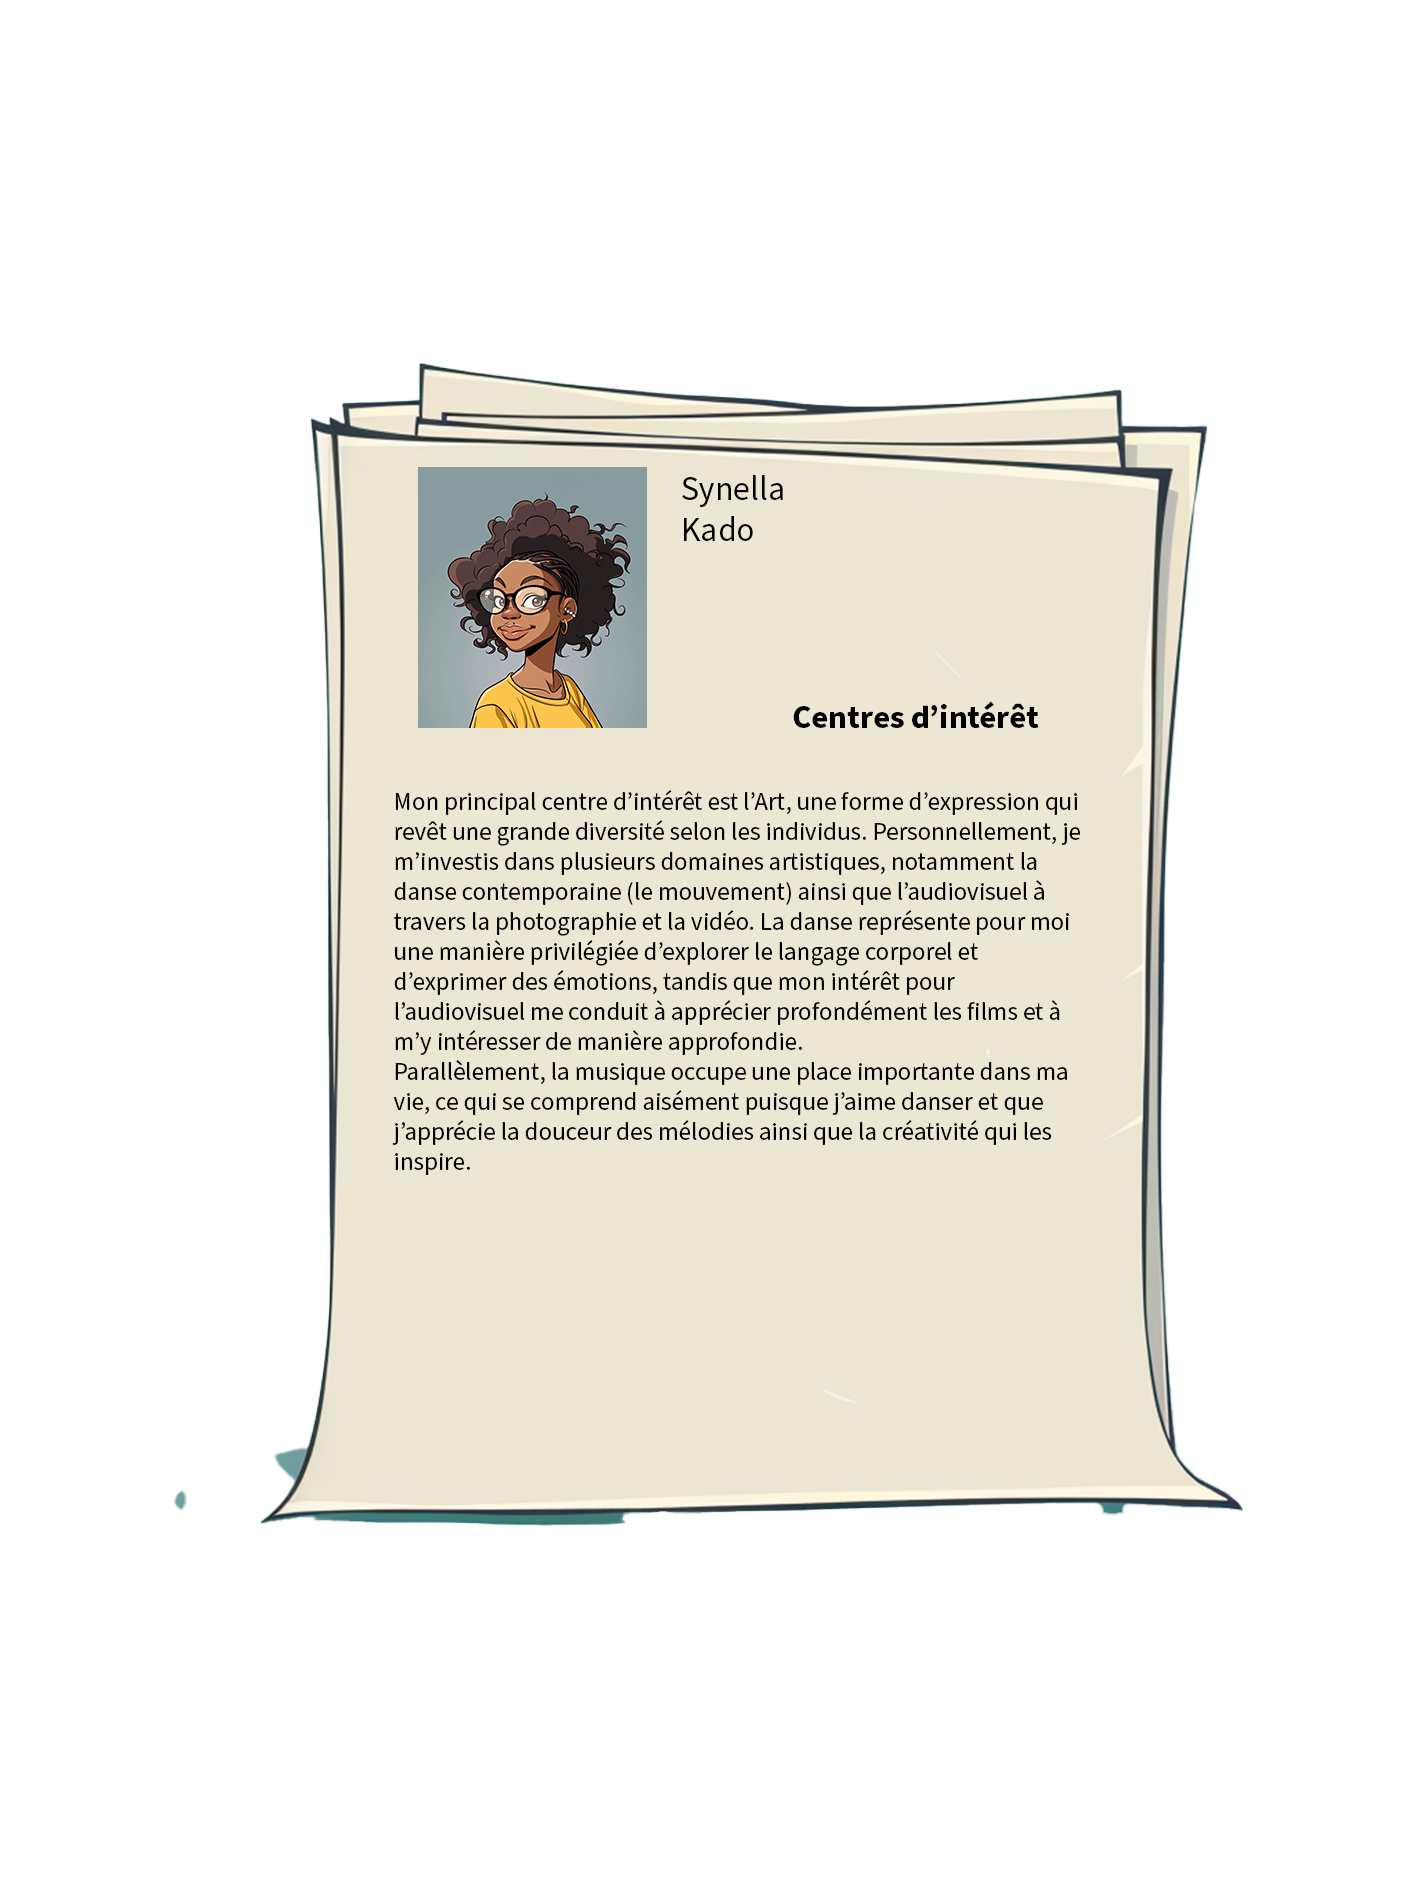 Synella
Kado
Centres d’intérêt
Mon principal centre d’intérêt est l’Art, une forme d’expression qui
revêt une grande diversité selon les individus. Personnellement, je
m’investis dans plusieurs domaines artistiques, notamment la
danse contemporaine (le mouvement) ainsi que l’audiovisuel à
travers la photographie et la vidéo. La danse représente pour moi
une manière privilégiée d’explorer le langage corporel et
d’exprimer des émotions, tandis que mon intérêt pour
l’audiovisuel me conduit à apprécier profondément les films et à
m’y intéresser de manière approfondie.
Parallèlement, la musique occupe une place importante dans ma
vie, ce qui se comprend aisément puisque j’aime danser et que
j’apprécie la douceur des mélodies ainsi que la créativité qui les
inspire.